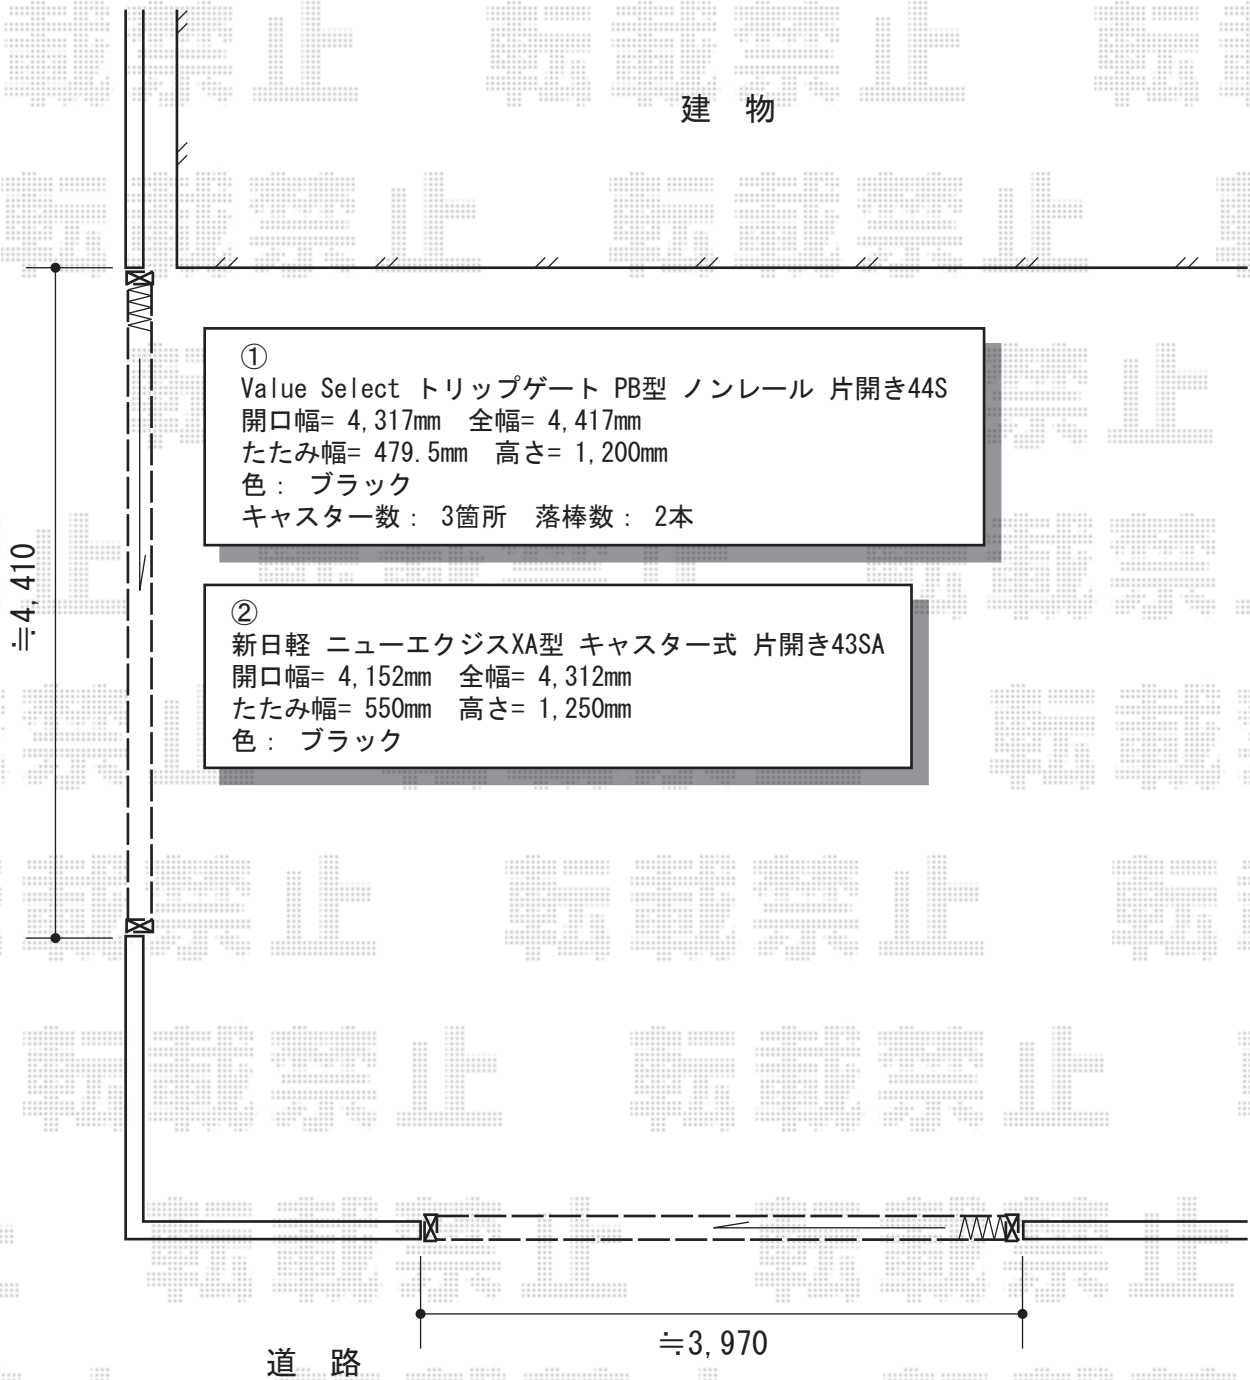 建 物
①
Value Select トリップゲート PB型 ノンレール 片開き44S
開口幅= 4,317mm 全幅= 4,417mm
たたみ幅= 479.5mm 高さ= 1,200mm
色： ブラック
キャスター数： 3箇所 落棒数： 2本
≒4,410
②
新日軽 ニューエクジスXA型 キャスター式 片開き43SA
開口幅= 4,152mm 全幅= 4,312mm
たたみ幅= 550mm 高さ= 1,250mm
色： ブラック
≒3,970
道 路
転載禁止